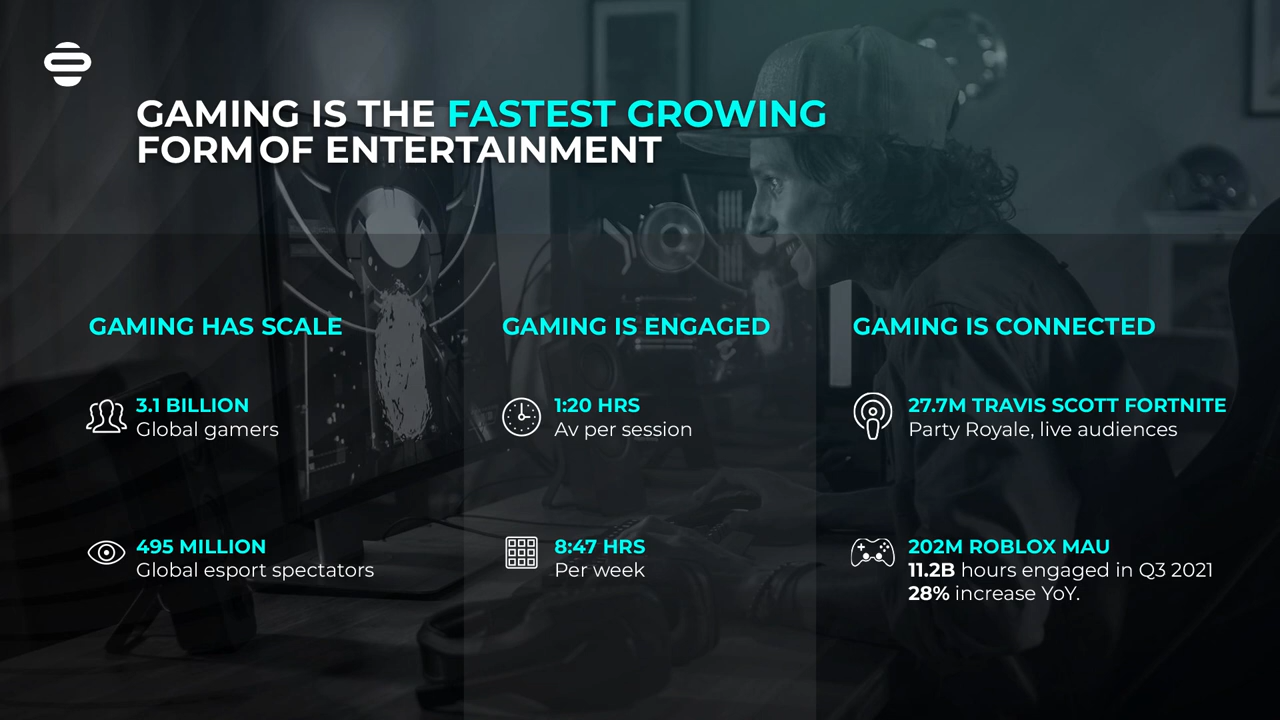 GAMING IS THE FASTEST GROWING
FORM OF ENTERTAINMENT
GAMING HAS SCALE
3.1 BILLION
Global gamers
495 MILLION
Global esport spectators
GAMING IS ENGAGED
1:20 HRS
Av per session
8:47 HRS
Per week
GAMING IS CONNECTED
27.7M TRAVIS SCOTT FORTNITE
Party Royale, live audiences
202M ROBLOX MAU
11.2B hours engaged in Q3 2021
28% increase YoY.